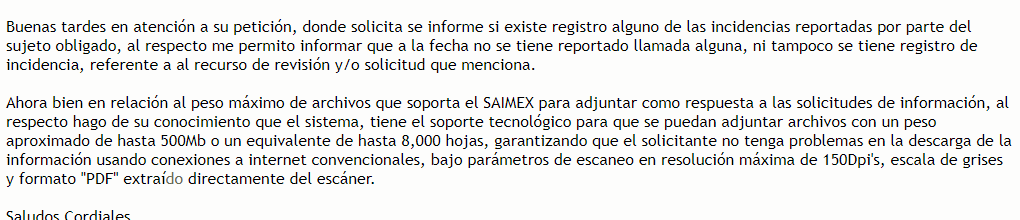 Buenas tardes en atención a su petición, donde solicita se informe si existe registro alguno de las incidencias reportadas por parte del
sujeto obligado, al respecto me permito informar que a la fecha no se tiene reportado llamada alguna, ni tampoco se tiene registro de
incidencia, referente a al recurso de revisión y/o solicitud que menciona.
Ahora bien en relación al peso máximo de archivos que soporta el SAIMEX para adjuntar como respuesta a las solicitudes de información, al
respecto hago de su conocimiento que el sistema, tiene el soporte tecnológico para que se puedan adjuntar archivos con un peso
aproximado de hasta 500Mb o un equivalente de hasta 8,000 hojas, garantizando que el solicitante no tenga problemas en la descarga de la
información usando conexiones a internet convencionales, bajo parámetros de escaneo en resolución máxima de 150Dpi's, escala de grises
y formato "PDF" extraído directamente del escáner.
Saludos Cordiales